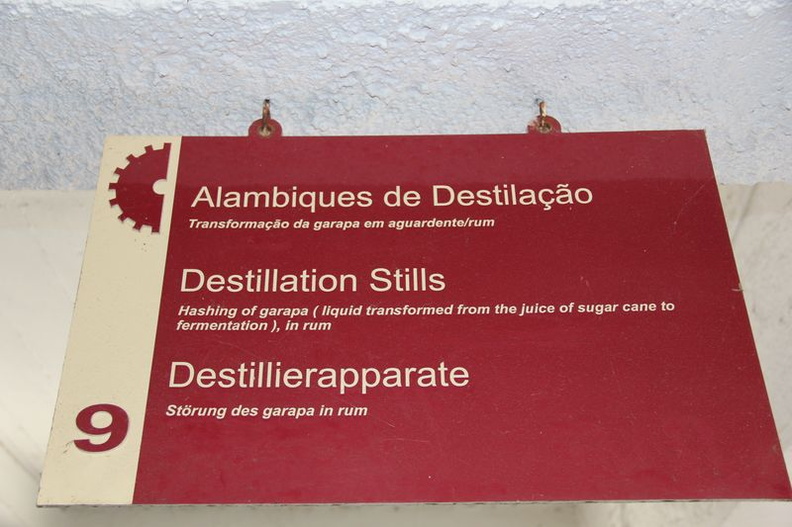 Alambiques de Destilação
Transformação da garapa em aguardente/rum
Destillation Stills
Hashing of garapa ( liquid transformed from the juice of sugar cane to
fermentation ), in rum
Destillierapparate
Störung des garapa in rum
9